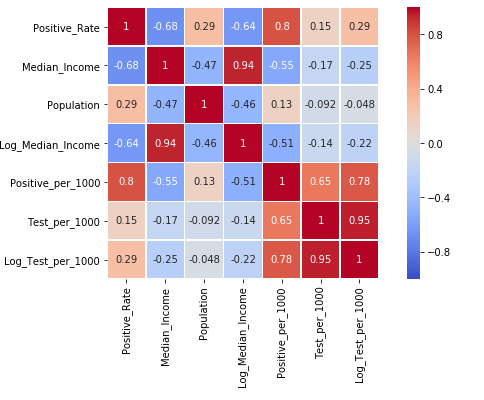 Positive_Rate 1 -0.68 0.29 -0.64 0.8 0.15 0.29
Median_Income -0.68 1 -0.47 0.94 -0.55 -0.17 -0.25
Population 0.29 -0.47 1 -0.46 0.13 -0.092 -0.048
Log_Median_Income -0.64 0.94 -0.46 1 -0.51 -0.14 -0.22
Positive_per_1000 0.8 -0.55 0.13 -0.51 1 0.65 0.78
Test_per_1000 0.15 -0.17 -0.092 -0.14 0.65 1 0.95
Log_Test_per_1000 0.29 -0.25 -0.048 -0.22 0.78 0.95 1
Positive_Rate
Median_Income
Population
Log_Median_Income
Positive_per_1000
Test_per_1000
Log_Test_per_1000
0.8
0.4
0.0
-0.4
-0.8